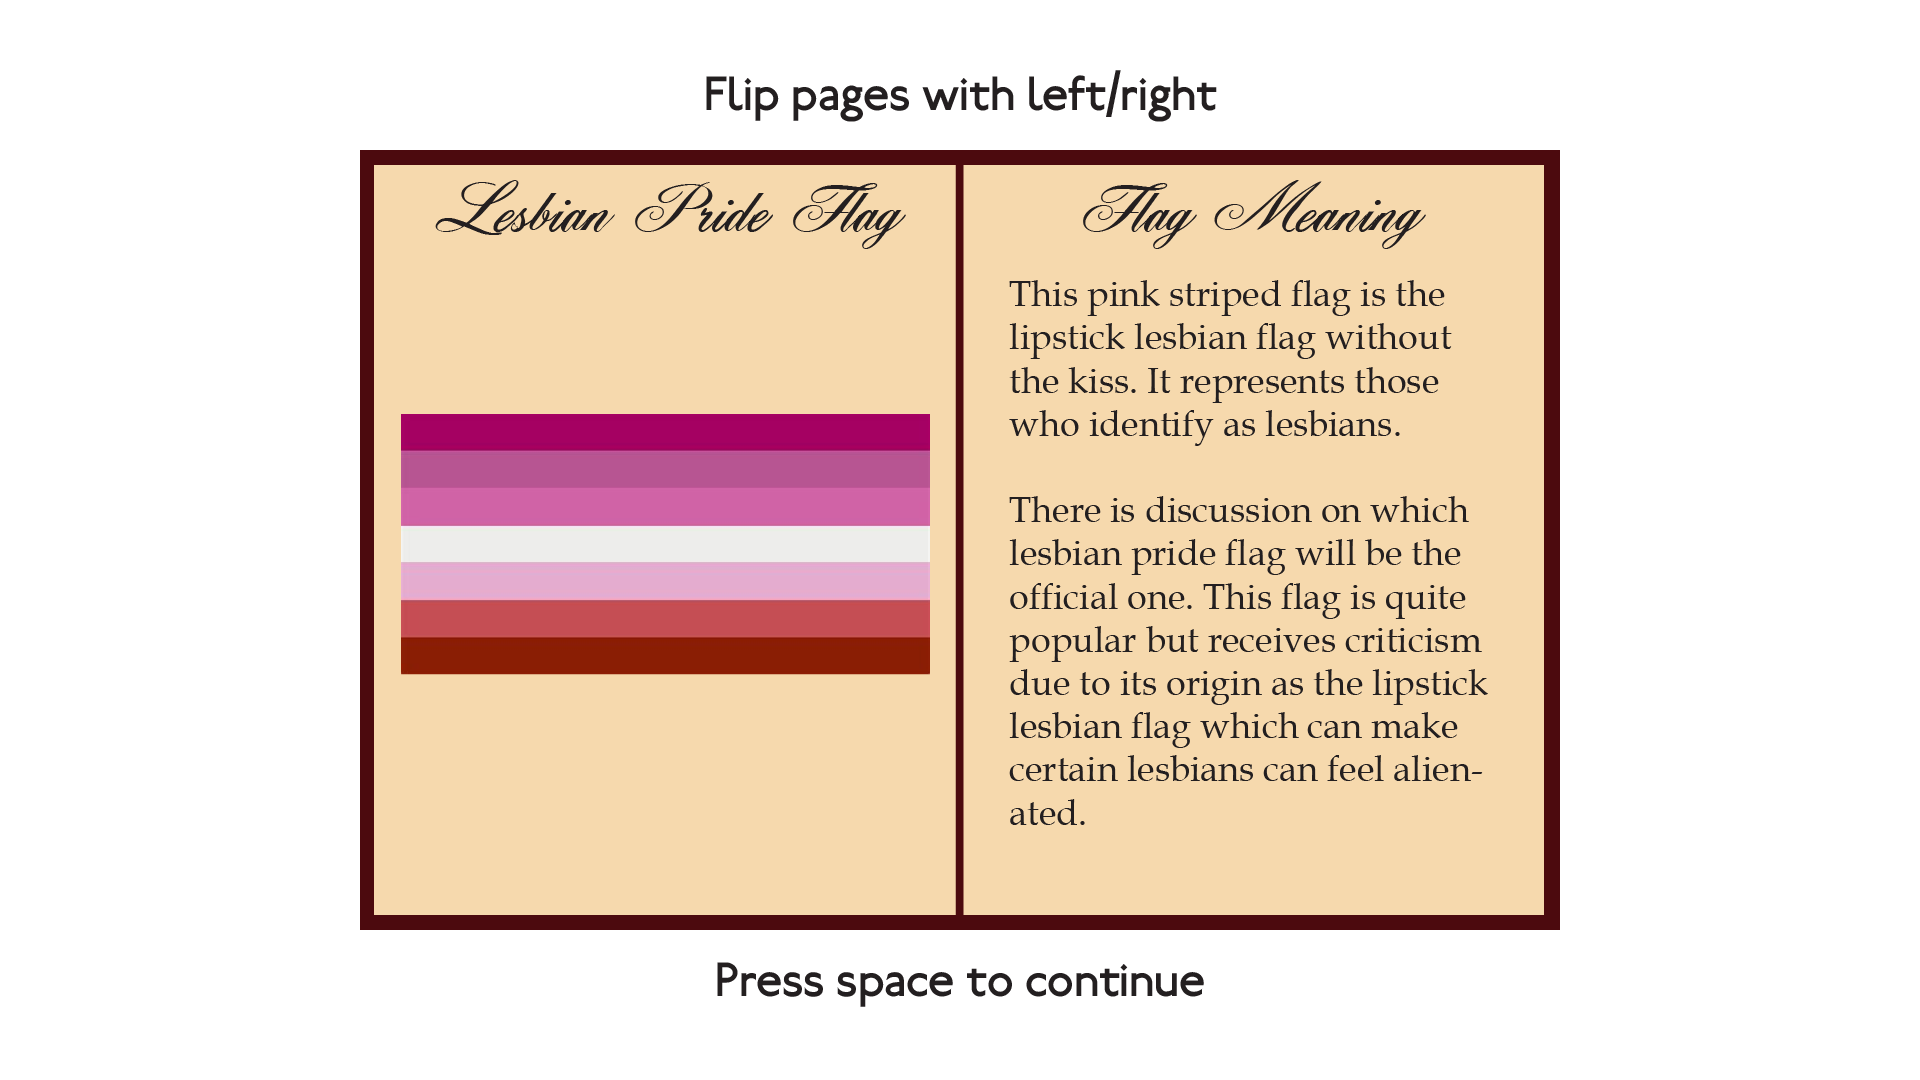 Flip pages with left/right
Lesbian Pride Flag
Flag Meaning
This pink striped flag is the
lipstick lesbian flag without
the kiss. It represents those
who identify as lesbians.
There is discussion on which
lesbian pride flag will be the
official one. This flag is quite
popular but receives criticism
due to its origin as the lipstick
lesbian flag which can make
certain lesbians can feel alien-
ated.
Press space to continue